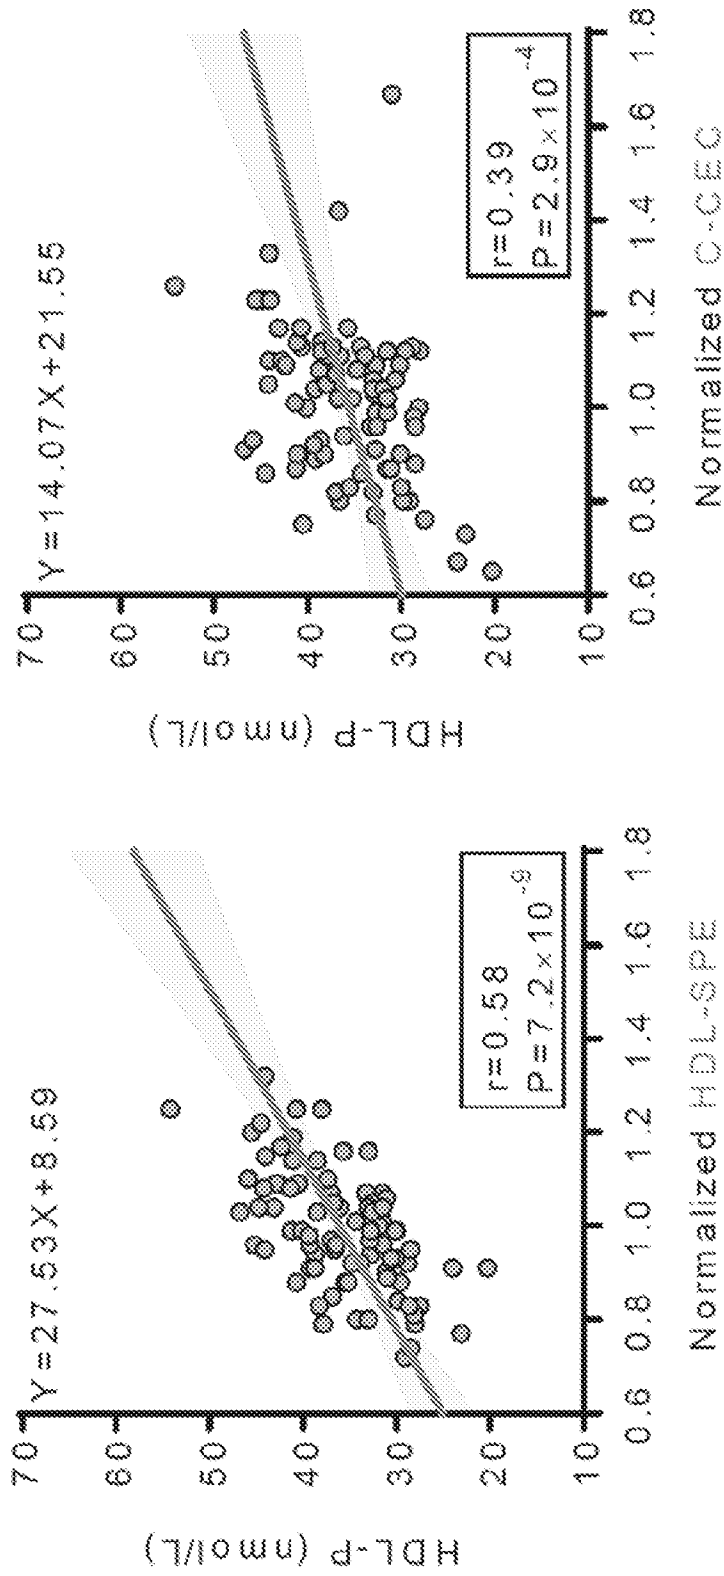 Y=27.53X+8.59
HDL-P (nmol/L)
70
60
50
40
30
20
10
r=0.58
P=7.2×10⁻⁹
0.6 0.8 1.0 1.2 1.4 1.6 1.8
Normalized HDL-SPE
Y=14.07X+21.55
HDL-P (nmol/L)
70
60
50
40
30
20
10
r=0.39
P=2.9×10⁻⁴
0.6 0.8 1.0 1.2 1.4 1.6 1.8
Normalized C-CEC